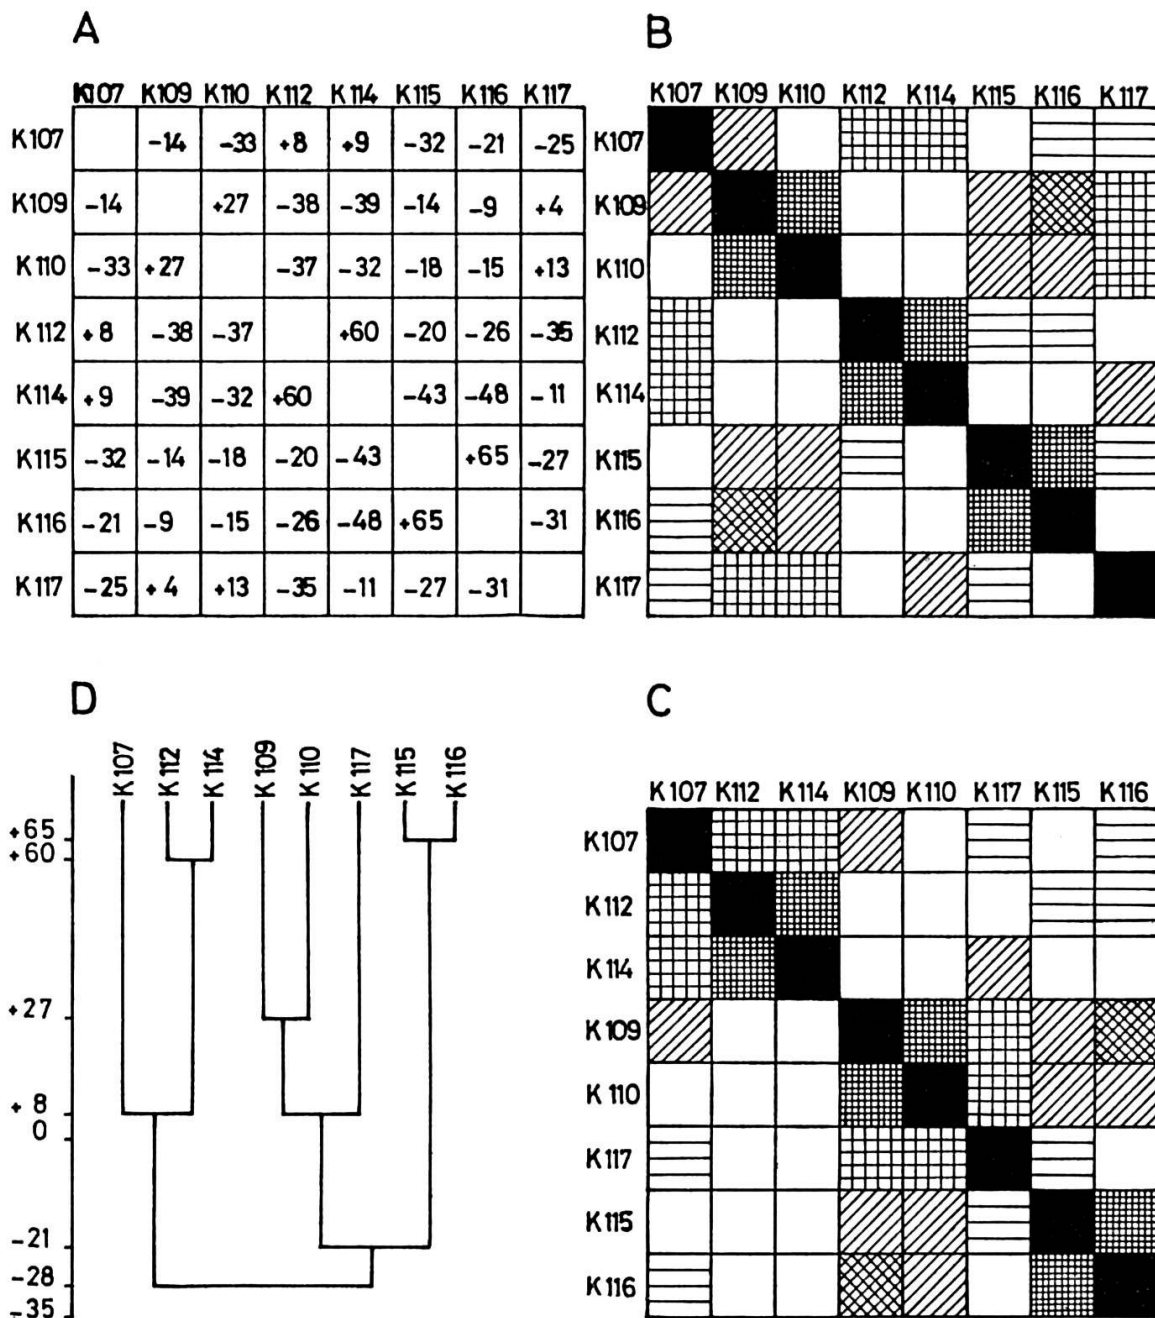 A
K107 K109 K110 K112 K114 K115 K116 K117
K107 -14 -33 +8 +9 -32 -21 -25
K109 -14 +27 -38 -39 -14 -9 +4
K110 -33 +27 -37 -32 -18 -15 +13
K112 +8 -38 -37 +60 -20 -26 -35
K114 +9 -39 -32 +60 -43 -48 -11
K115 -32 -14 -18 -20 -43 +65 -27
K116 -21 -9 -15 -26 -48 +65 -31
K117 -25 +4 +13 -35 -11 -27 -31
B
K107 K109 K110 K112 K114 K115 K116 K117
K107
K109
K110
K112
K114
K115
K116
K117
D
K107 K112 K114 K109 K110 K117 K115 K116
+65
+60
+27
+8
0
-21
-28
-35
C
K107 K112 K114 K109 K110 K117 K115 K116
K107
K112
K114
K109
K110
K117
K115
K116